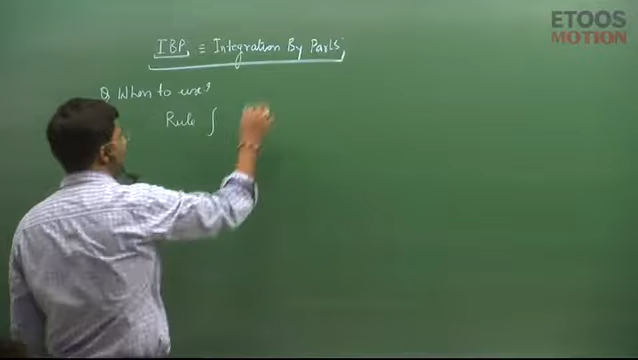 ETOOS
MOTION
IBP ≡ Integration By Parts
Q When to use?
Rule ∫